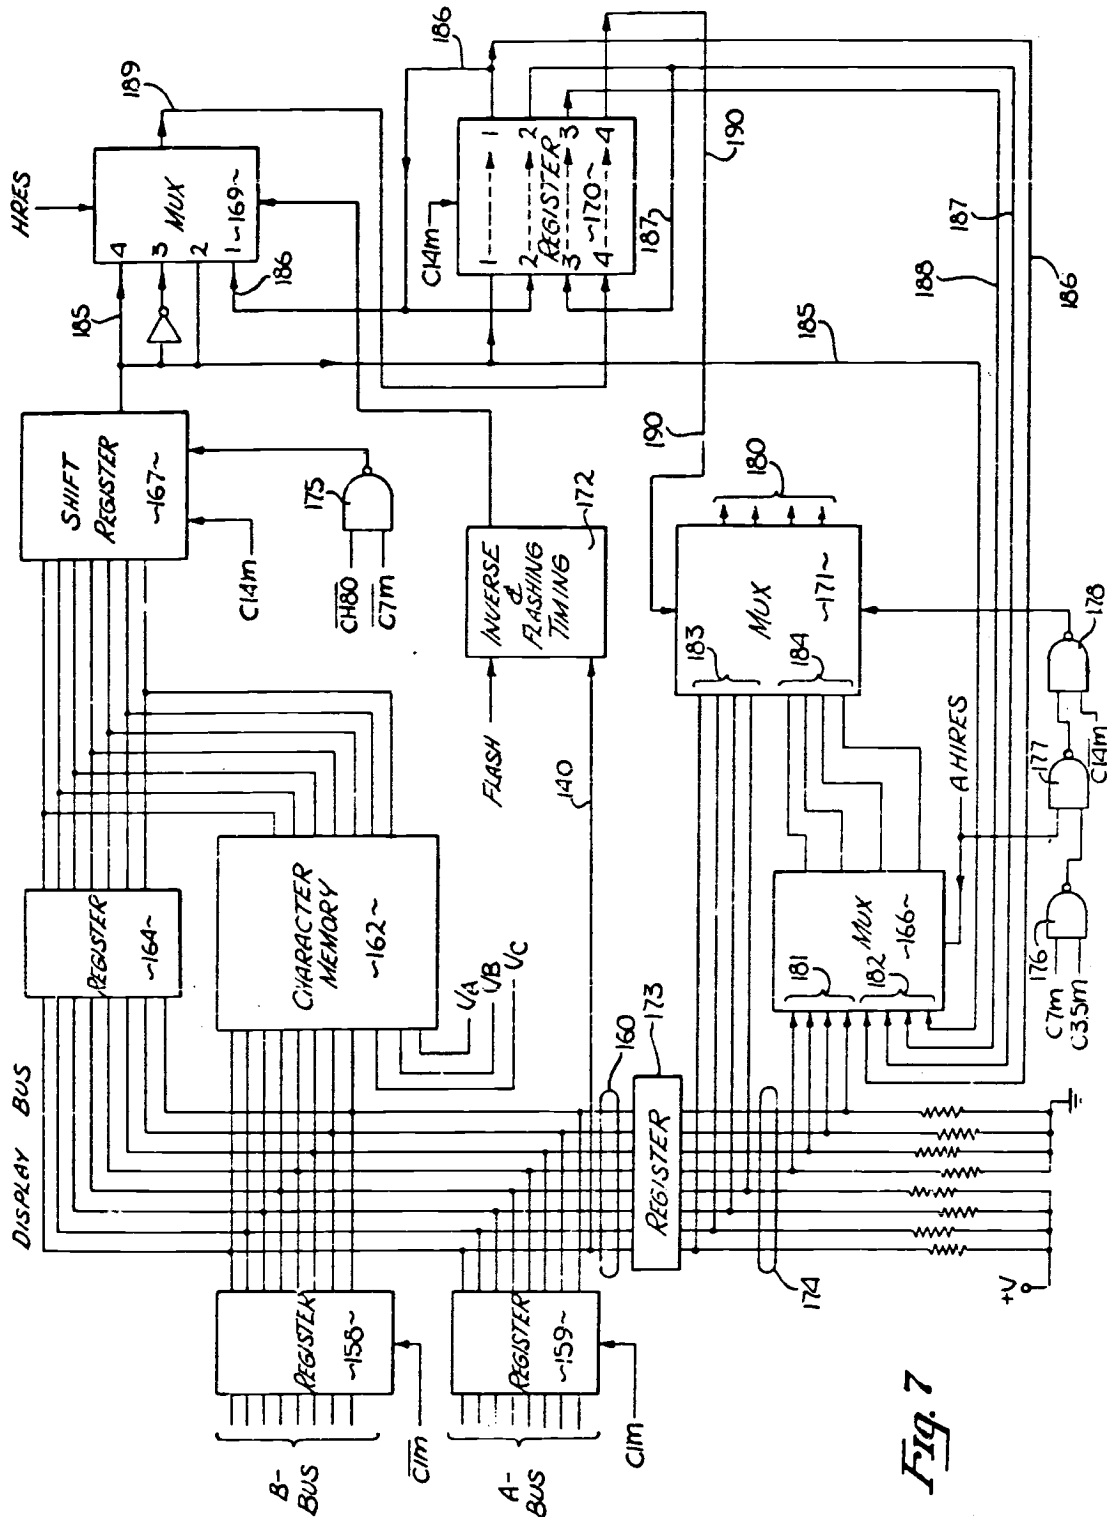 DISPLAY BUS
B-
BUS
REGISTER
~158~
C1m
A-
BUS
REGISTER
~159~
C1m
REGISTER
~164~
CHARACTER
MEMORY
~162~
VA
VB
VC
SHIFT
REGISTER
~167~
C14m
175
CH80
C7m
185
4
3
2
1
MUX
~169~
HRES
189
186
186
C14m
1 1
2 2
3 3
4 4
REGISTER
~170~
187
190
FLASH
INVERSE
&
FLASHING
TIMING
172
140
160
REGISTER
173
174
+V
181
182
MUX
~166~
183
184
MUX
~171~
180
190
185
188
187
186
A HIRES
176
C7m
C3.5m
177
C14m
178
Fig. 7